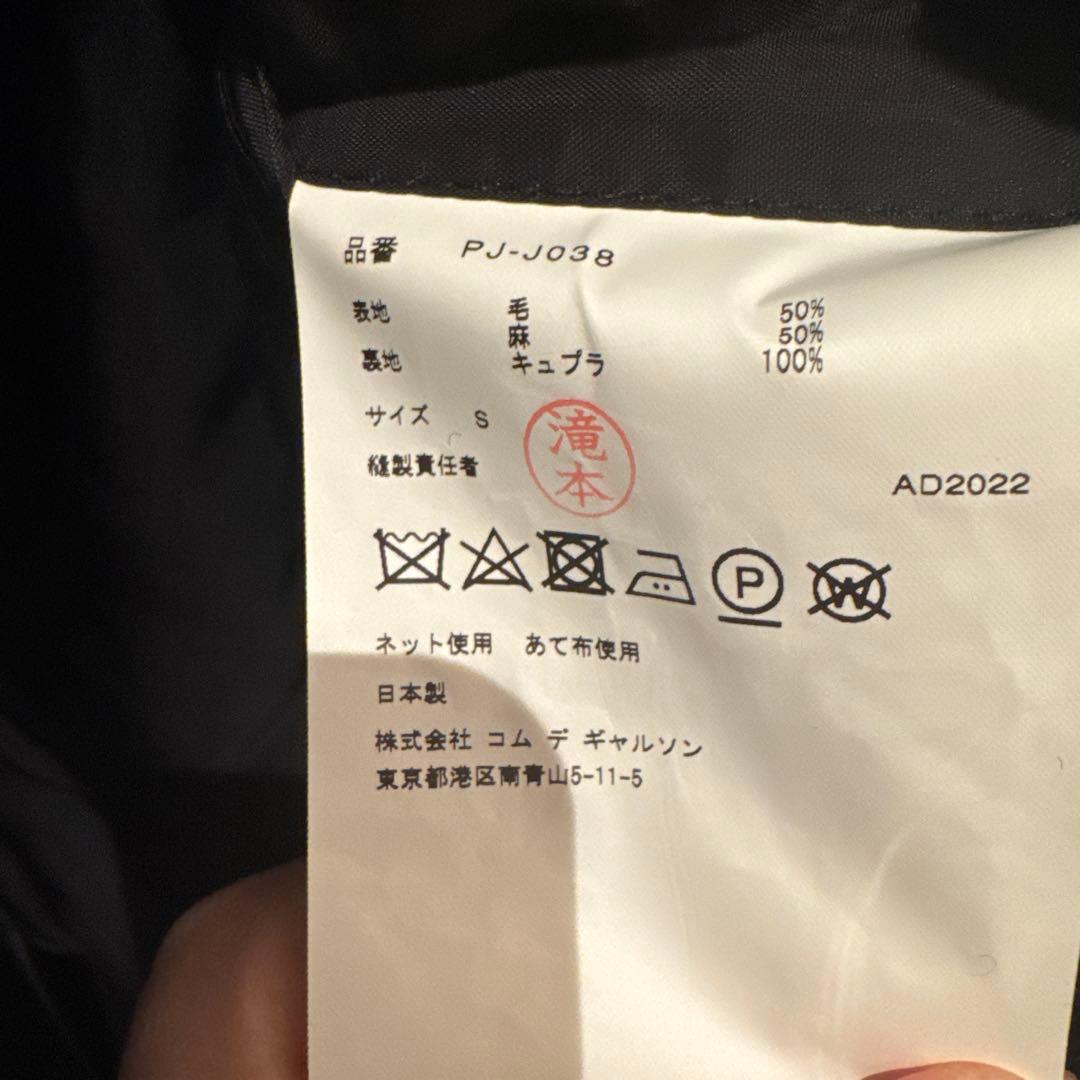 品番 PJ-J038
表地 毛 50%
麻 50%
裏地 キュプラ 100%
サイズ S
縫製責任者 滝本
AD2022
P W
ネット使用 あて布使用
日本製
株式会社 コム デ ギャルソン
東京都港区南青山5-11-5